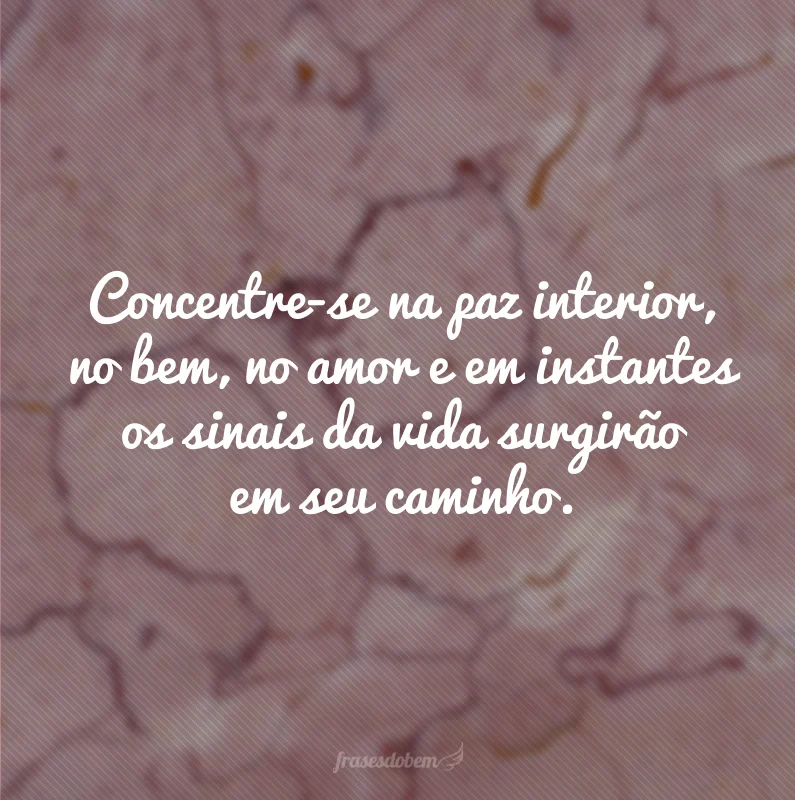 Concentre-se na paz interior,
no bem, no amor e em instantes
os sinais da vida surgirão
em seu caminho.
frasesdobem